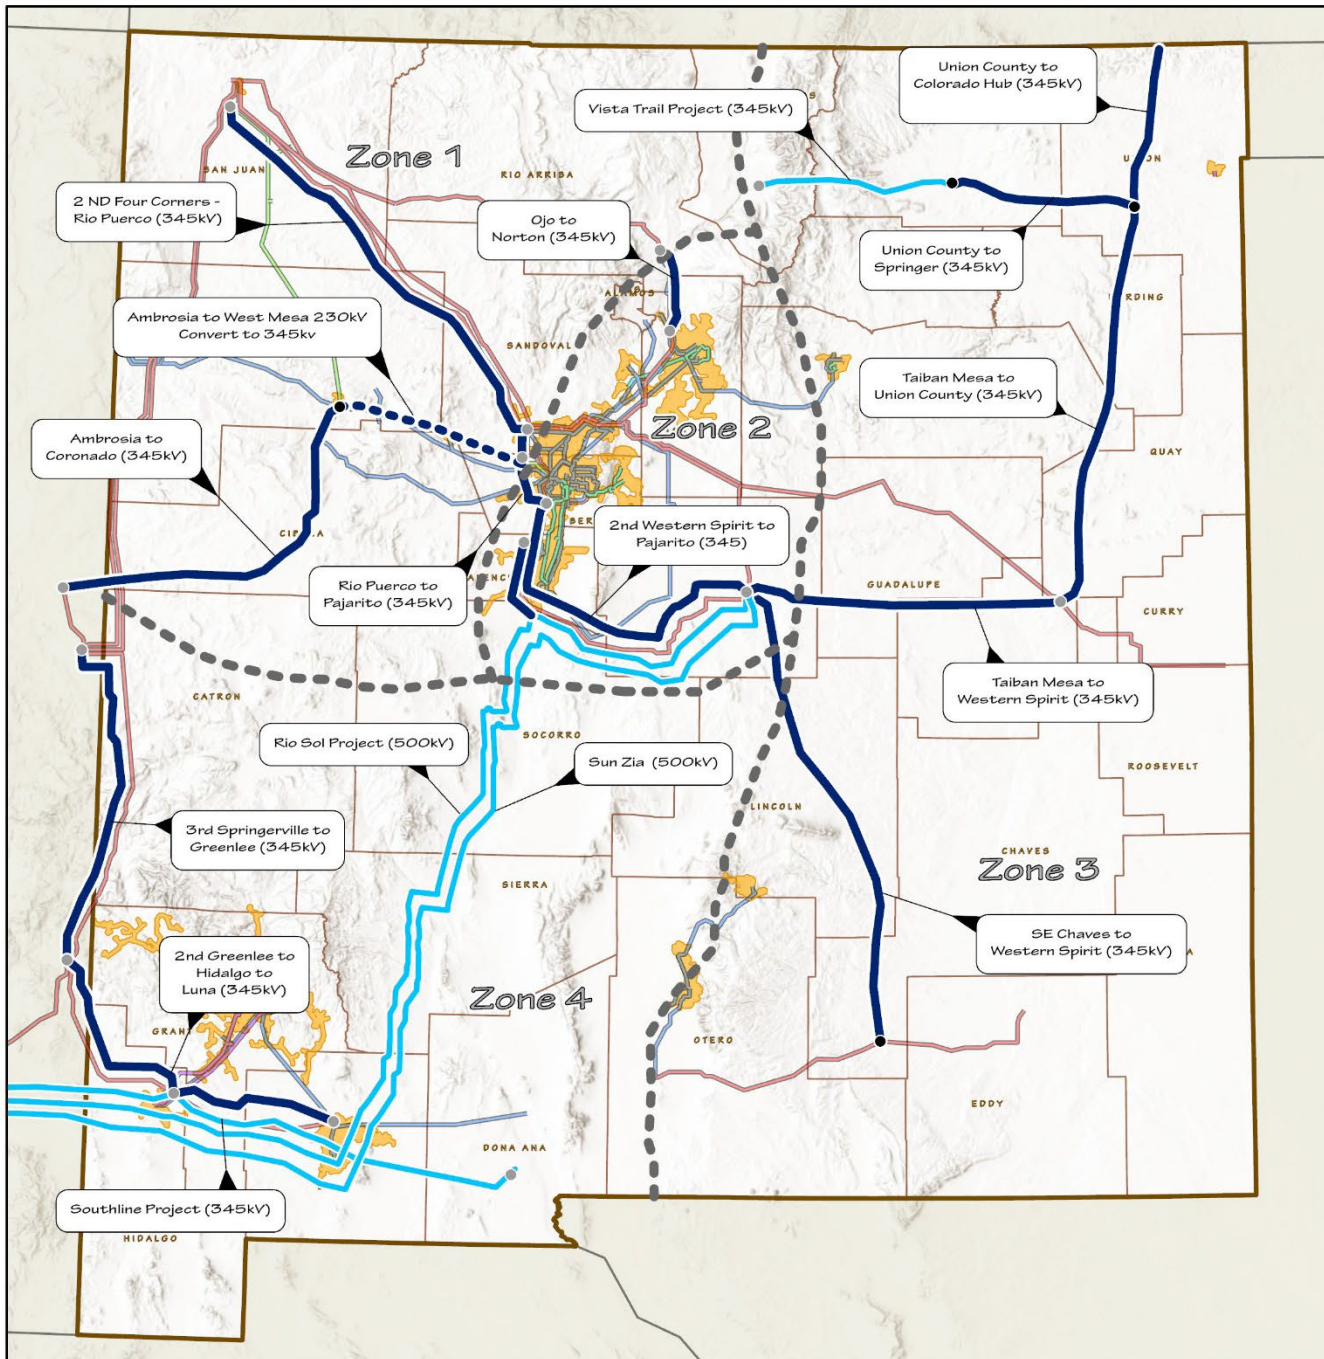 Union County to
Colorado Hub (345kV)
Vista Trail Project (345kV)
Zone 1
SAN JUAN
RIO ARRIBA
2 ND Four Corners -
Rio Puerco (345kV)
Ojo to
Norton (345kV)
Union County to
Springer (345kV)
Ambrosia to West Mesa 230kV
Convert to 345kv
SANDOVAL
ALAMOS
Taiban Mesa to
Union County (345kV)
Zone 2
Ambrosia to
Coronado (345kV)
QUAY
2nd Western Spirit to
Pajarito (345)
Rio Puerco to
Pajarito (345kV)
GUADALUPE
CURRY
CATRON
Taiban Mesa to
Western Spirit (345kV)
Rio Sol Project (500kV)
SOCORRO
Sun Zia (500kV)
ROOSEVELT
LINCOLN
3rd Springerville to
Greenlee (345kV)
CHAVES
Zone 3
SIERRA
SE Chaves to
Western Spirit (345kV)
2nd Greenlee to
Hidalgo to
Luna (345kV)
Zone 4
GRANT
OTERO
EDDY
DONA ANA
Southline Project (345kV)
HIDALGO